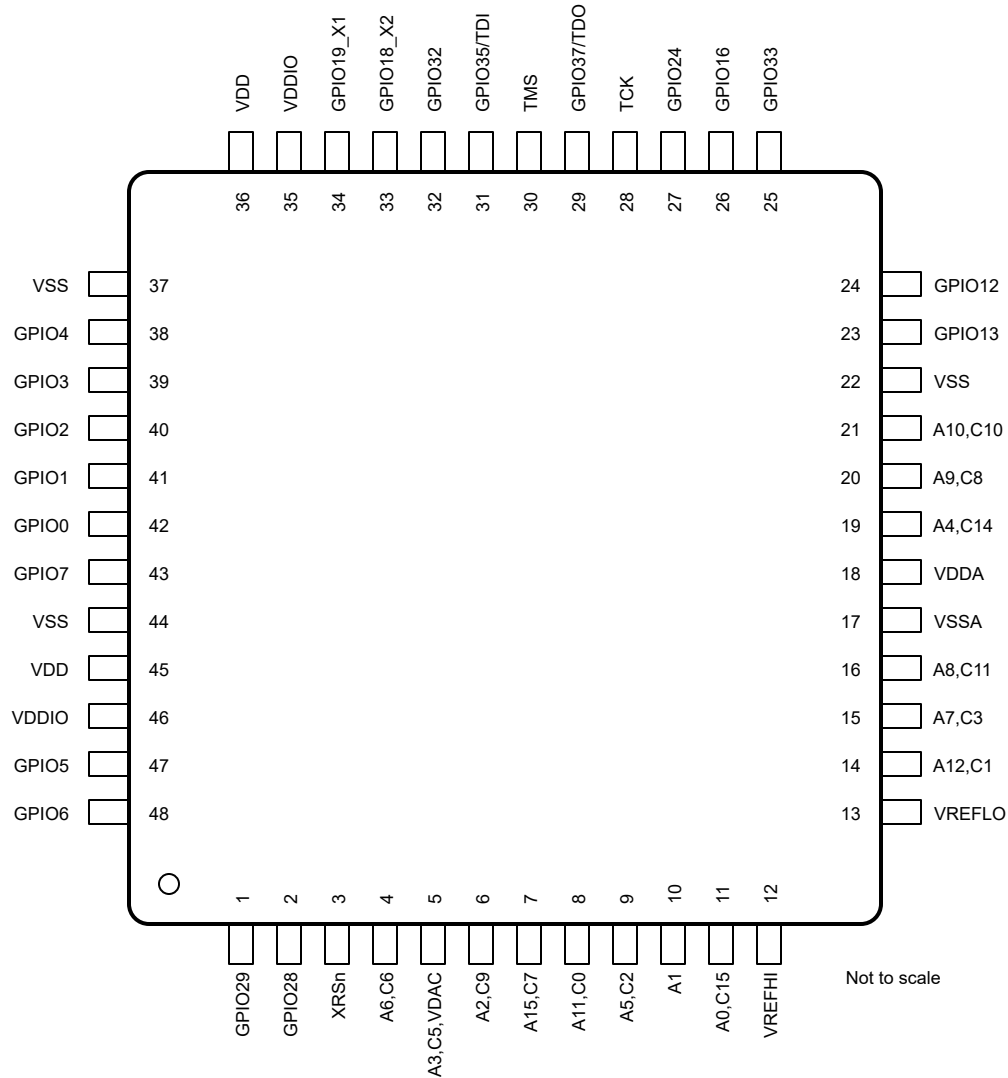 VDD
VDDIO
GPIO19_X1
GPIO18_X2
GPIO32
GPIO35/TDI
TMS
GPIO37/TDO
TCK
GPIO24
GPIO16
GPIO33
36
35
34
33
32
31
30
29
28
27
26
25
VSS 37 24 GPIO12
GPIO4 38 23 GPIO13
GPIO3 39 22 VSS
GPIO2 40 21 A10,C10
GPIO1 41 20 A9,C8
GPIO0 42 19 A4,C14
GPIO7 43 18 VDDA
VSS 44 17 VSSA
VDD 45 16 A8,C11
VDDIO 46 15 A7,C3
GPIO5 47 14 A12,C1
GPIO6 48 13 VREFLO
1
2
3
4
5
6
7
8
9
10
11
12
GPIO29
GPIO28
XRSn
A6,C6
A3,C5,VDAC
A2,C9
A15,C7
A11,C0
A5,C2
A1
A0,C15
VREFHI
Not to scale